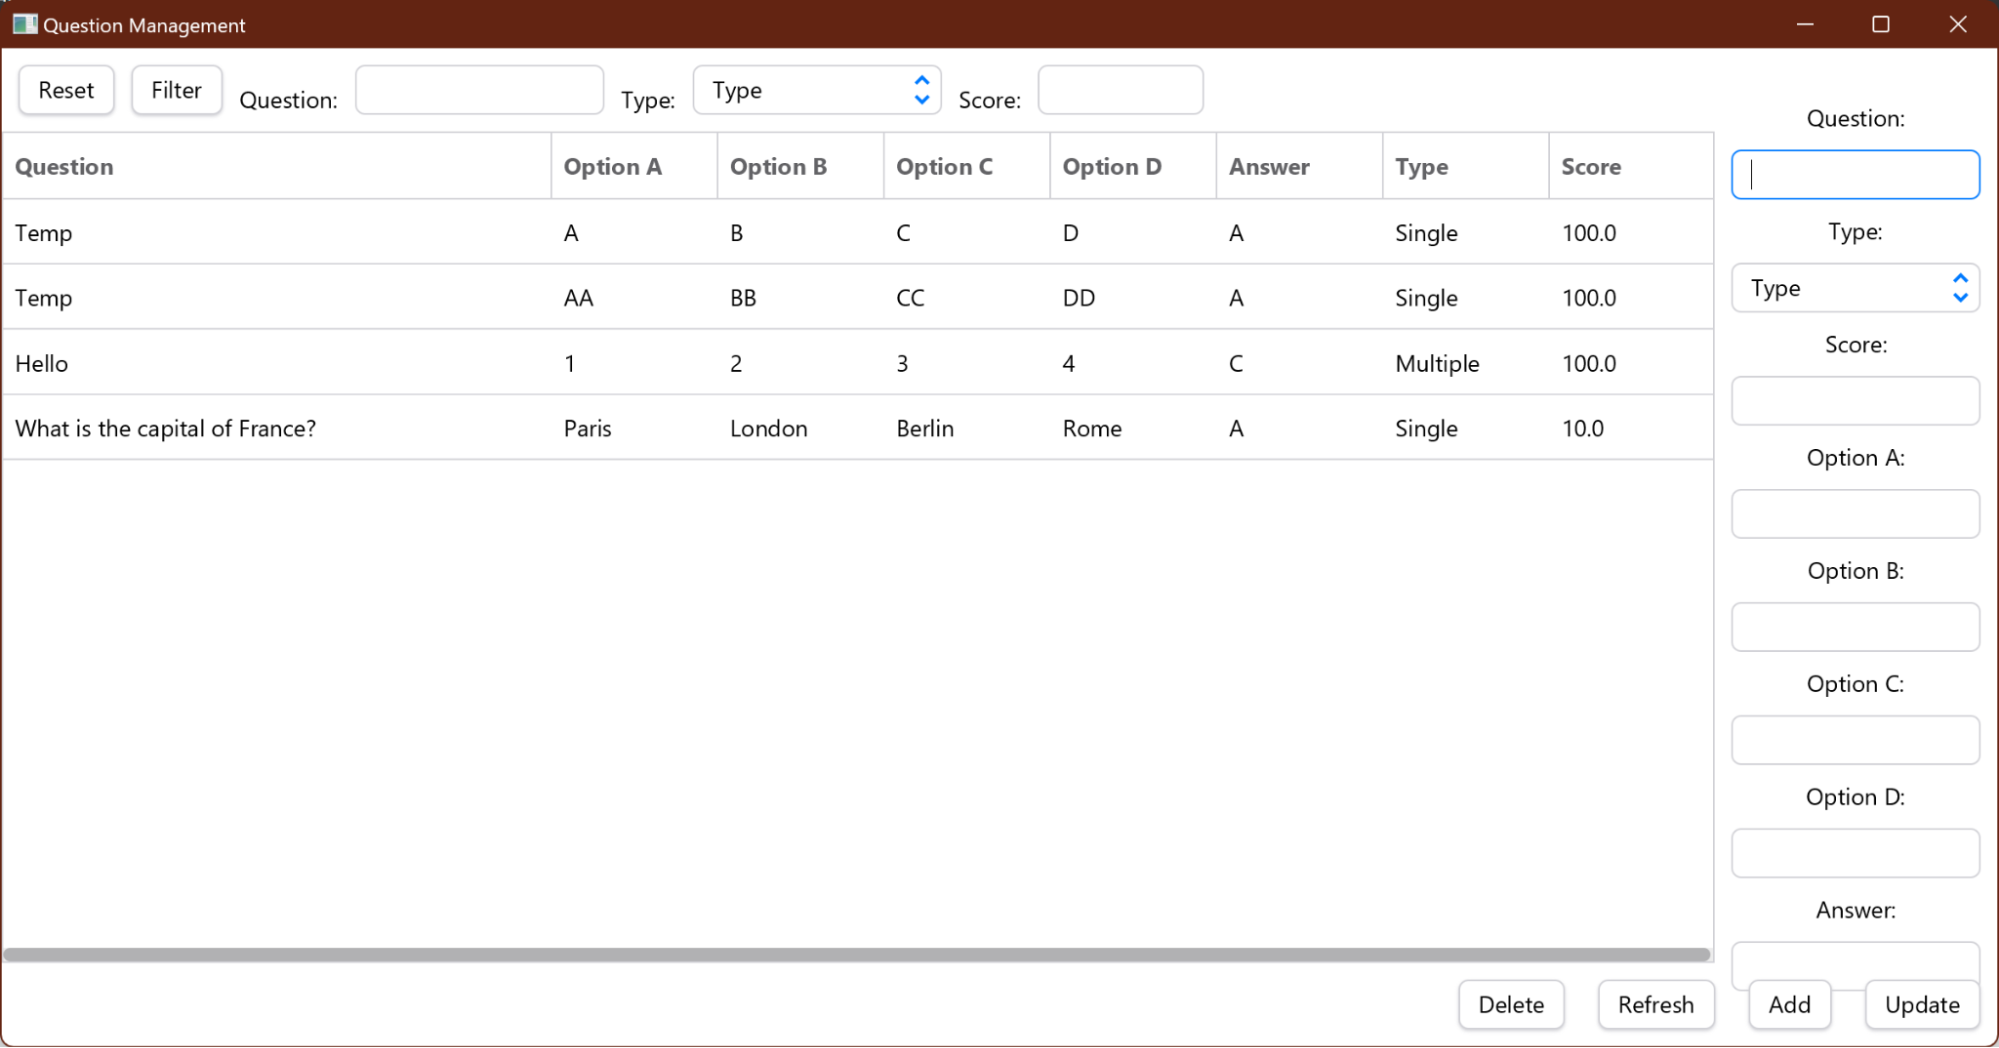 Question Management
Reset Filter Question: Type: Type Score:
Question Option A Option B Option C Option D Answer Type Score
Temp A B C D A Single 100.0
Temp AA BB CC DD A Single 100.0
Hello 1 2 3 4 C Multiple 100.0
What is the capital of France? Paris London Berlin Rome A Single 10.0
Question:
Type:
Type
Score:
Option A:
Option B:
Option C:
Option D:
Answer:
Delete Refresh Add Update